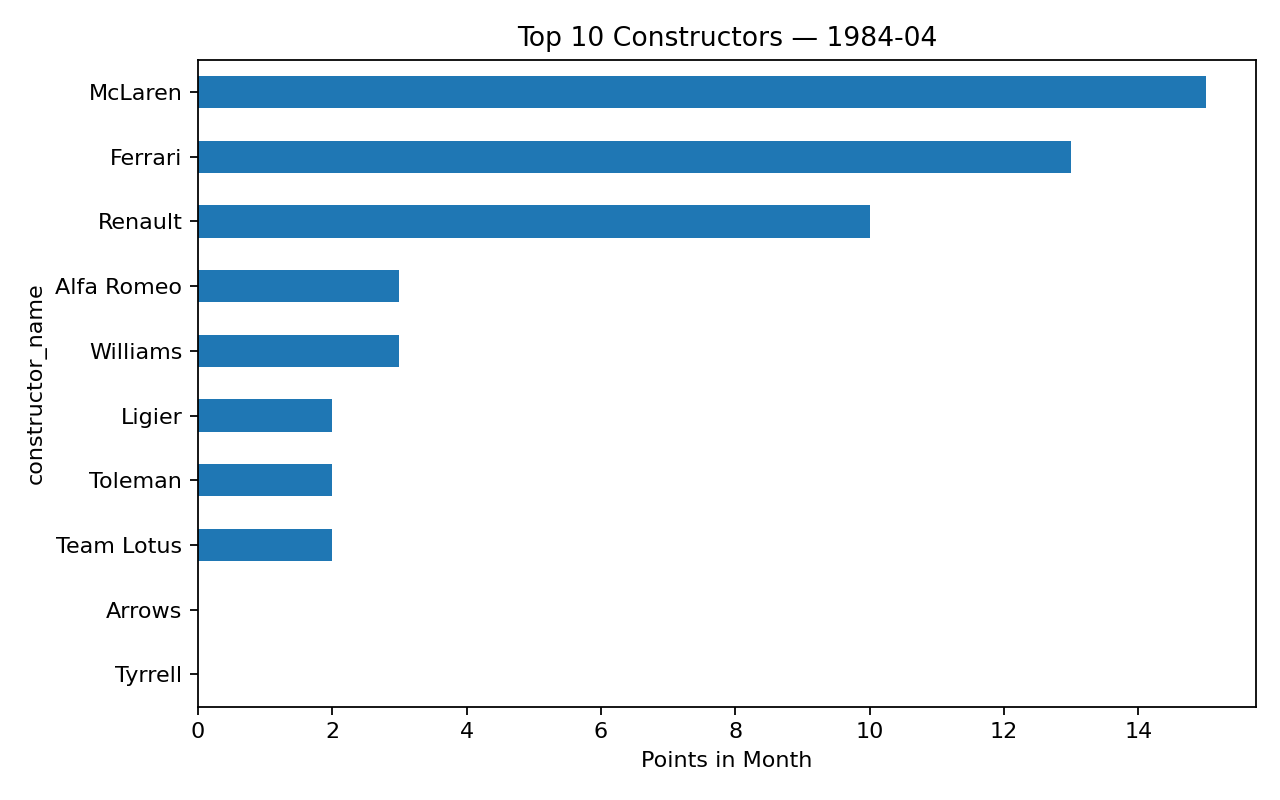 Top 10 Constructors — 1984-04
constructor_name
McLaren
Ferrari
Renault
Alfa Romeo
Williams
Ligier
Toleman
Team Lotus
Arrows
Tyrrell
0 2 4 6 8 10 12 14
Points in Month